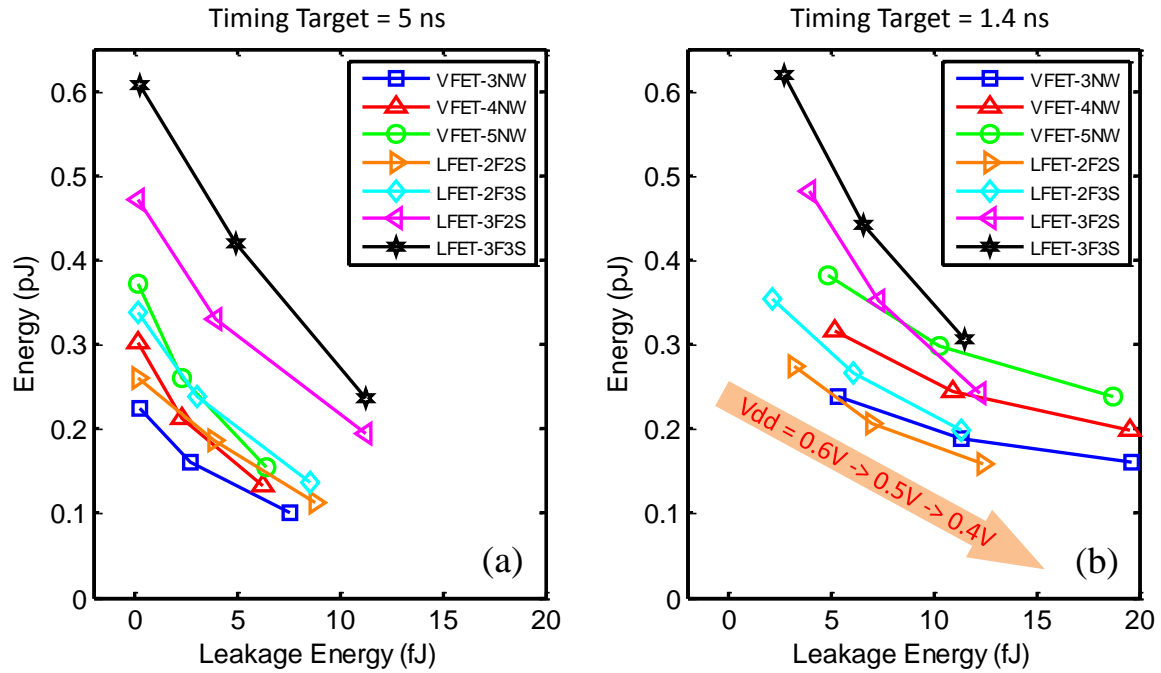 Timing Target = 5 ns
(a)
VFET-3NW
VFET-4NW
VFET-5NW
LFET-2F2S
LFET-2F3S
LFET-3F2S
LFET-3F3S
Energy (pJ)
0.6
0.5
0.4
0.3
0.2
0.1
0
0 5 10 15 20
Leakage Energy (fJ)
Timing Target = 1.4 ns
(b)
VFET-3NW
VFET-4NW
VFET-5NW
LFET-2F2S
LFET-2F3S
LFET-3F2S
LFET-3F3S
Vdd = 0.6V -> 0.5V -> 0.4V
Energy (pJ)
0.6
0.5
0.4
0.3
0.2
0.1
0
0 5 10 15 20
Leakage Energy (fJ)